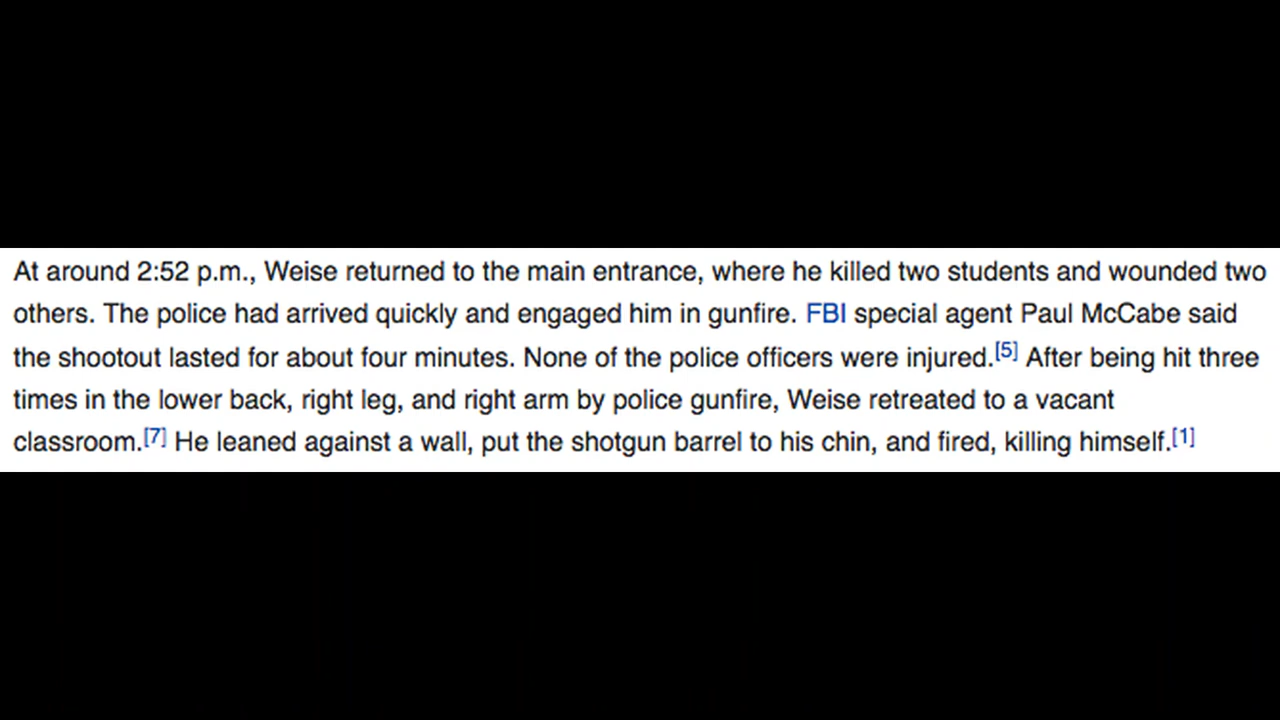 At around 2:52 p.m., Weise returned to the main entrance, where he killed two students and wounded two
others. The police had arrived quickly and engaged him in gunfire. FBI special agent Paul McCabe said
the shootout lasted for about four minutes. None of the police officers were injured.[5] After being hit three
times in the lower back, right leg, and right arm by police gunfire, Weise retreated to a vacant
classroom.[7] He leaned against a wall, put the shotgun barrel to his chin, and fired, killing himself.[1]